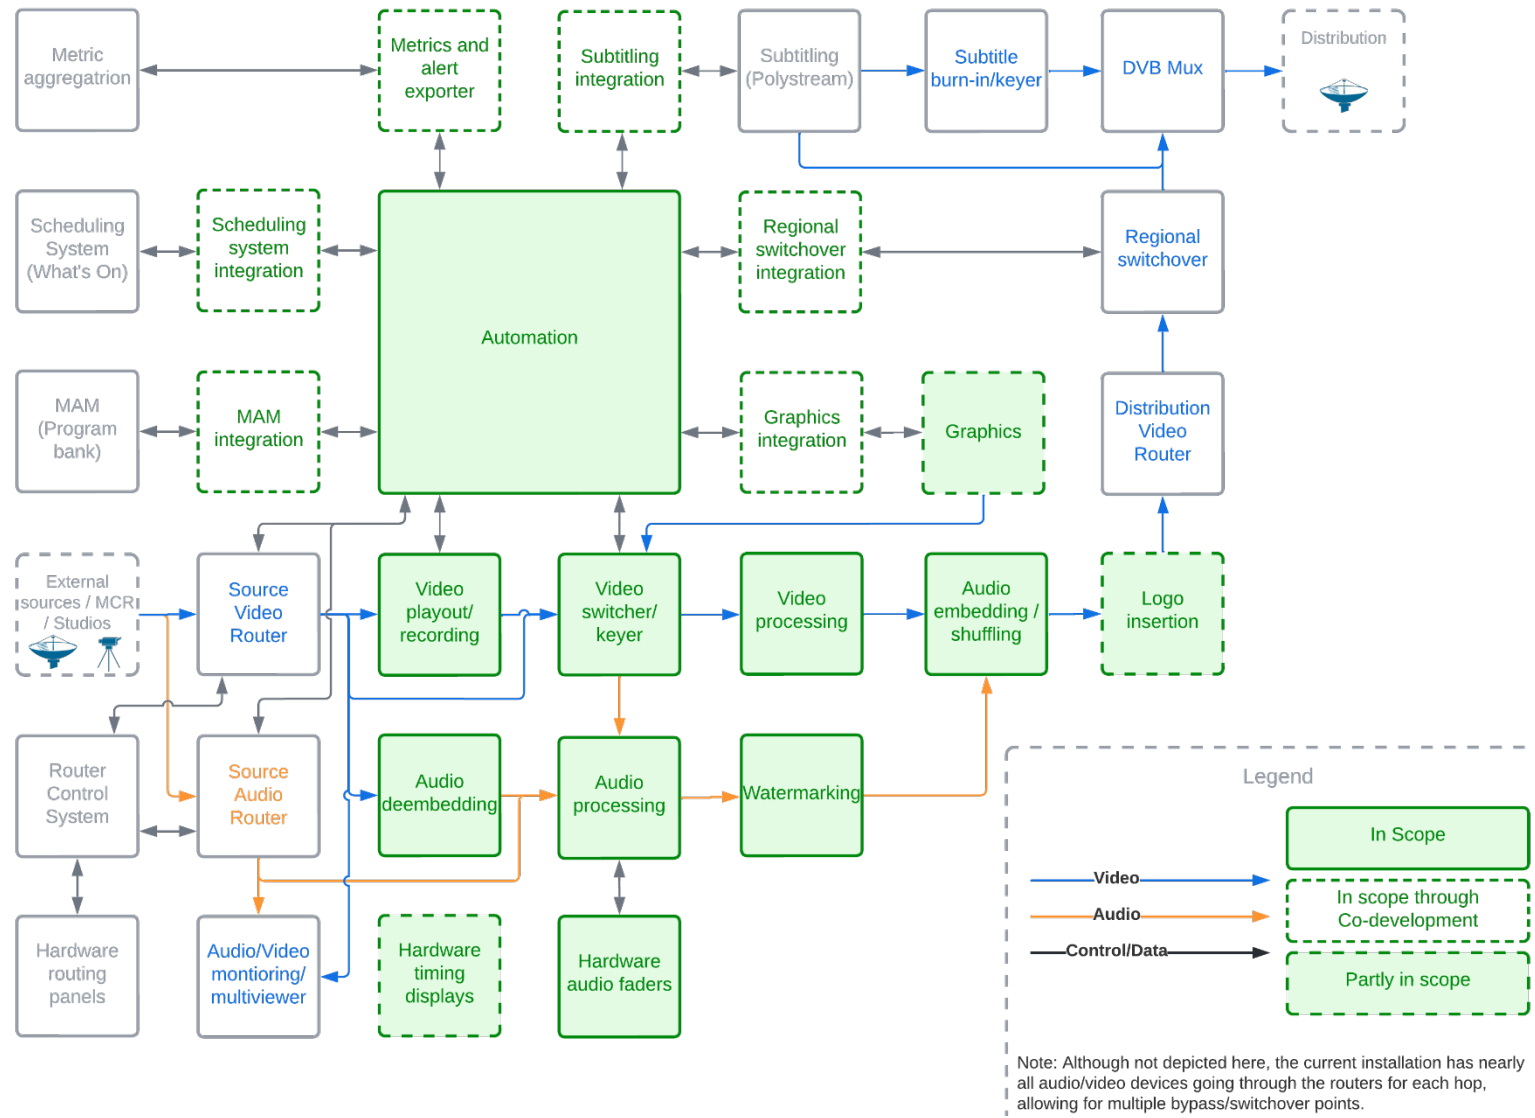 Metric
aggregatrion
Metrics and
alert
exporter
Subtitling
integration
Subtitling
(Polystream)
Subtitle
burn-in/keyer
DVB Mux
Distribution
Scheduling
System
(What's On)
Scheduling
system
integration
Automation
Regional
switchover
integration
Regional
switchover
MAM
(Program
bank)
MAM
integration
Graphics
integration
Graphics
Distribution
Video
Router
External
sources / MCR
/ Studios
Source
Video
Router
Video
playout/
recording
Video
switcher/
keyer
Video
processing
Audio
embedding /
shuffling
Logo
insertion
Router
Control
System
Source
Audio
Router
Audio
deembedding
Audio
processing
Watermarking
Hardware
routing
panels
Audio/Video
montioring/
multiviewer
Hardware
timing
displays
Hardware
audio faders
Legend
In Scope
Video
In scope through
Co-development
Audio
Control/Data
Partly in scope
Note: Although not depicted here, the current installation has nearly
all audio/video devices going through the routers for each hop,
allowing for multiple bypass/switchover points.